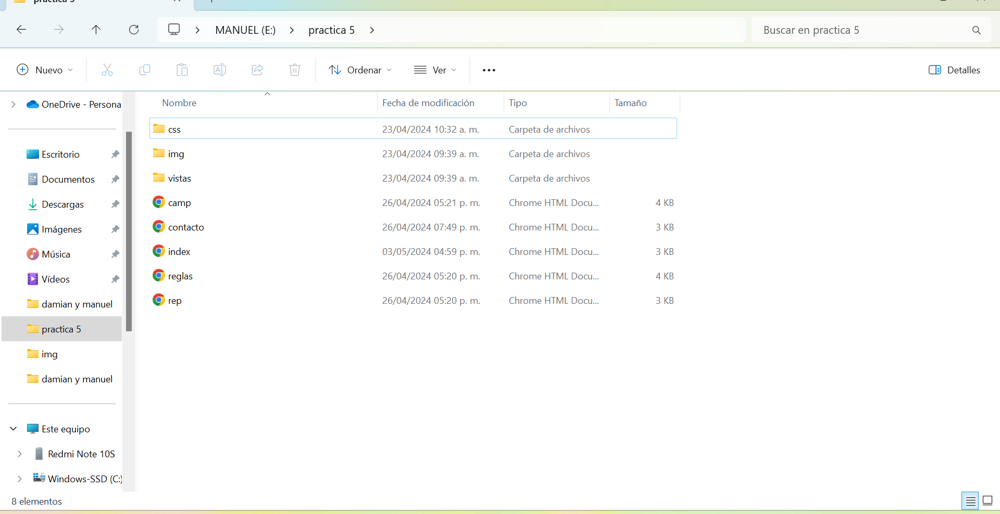 practica 5
MANUEL (E:) practica 5
Buscar en practica 5
Nuevo Ordenar Ver Detalles
OneDrive - Persona
Escritorio
Documentos
Descargas
Imágenes
Música
Vídeos
damian y manuel
practica 5
img
damian y manuel
Este equipo
Redmi Note 10S
Windows-SSD (C:)
Nombre Fecha de modificación Tipo Tamaño
css 23/04/2024 10:32 a. m. Carpeta de archivos
img 23/04/2024 09:39 a. m. Carpeta de archivos
vistas 23/04/2024 09:39 a. m. Carpeta de archivos
camp 26/04/2024 05:21 p. m. Chrome HTML Docu... 4 KB
contacto 26/04/2024 07:49 p. m. Chrome HTML Docu... 3 KB
index 03/05/2024 04:59 p. m. Chrome HTML Docu... 3 KB
reglas 26/04/2024 05:20 p. m. Chrome HTML Docu... 4 KB
rep 26/04/2024 05:20 p. m. Chrome HTML Docu... 3 KB
8 elementos